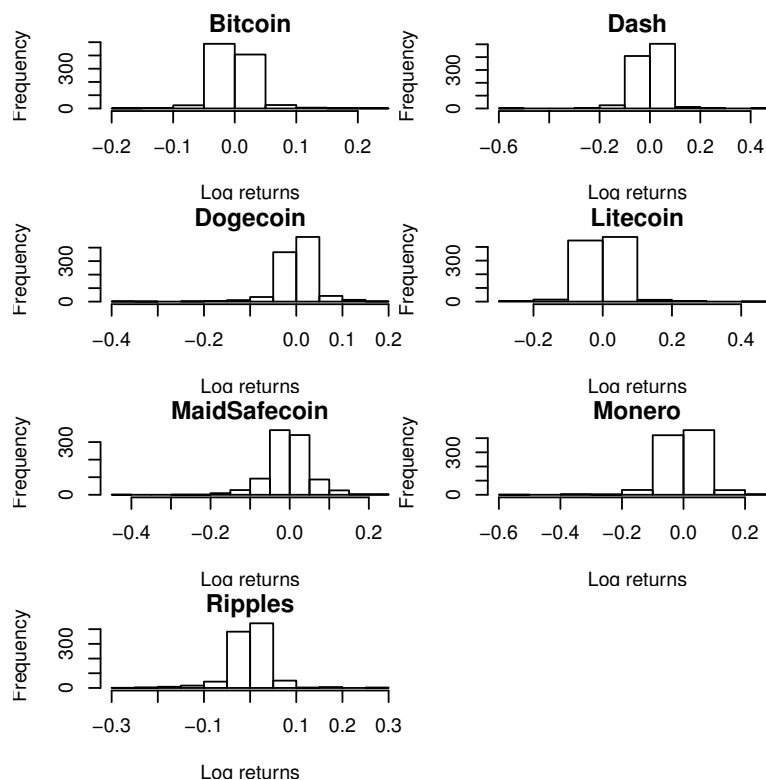 Bitcoin
Frequency
0 300
−0.2 −0.1 0.0 0.1 0.2
Log returns
Dash
Frequency
0 300
−0.6 −0.2 0.0 0.2 0.4
Log returns
Dogecoin
Frequency
0 300
−0.4 −0.2 0.0 0.1 0.2
Log returns
Litecoin
Frequency
0 300
−0.2 0.0 0.2 0.4
Log returns
MaidSafecoin
Frequency
0 300
−0.4 −0.2 0.0 0.2
Log returns
Monero
Frequency
0 300
−0.6 −0.4 −0.2 0.0 0.2
Log returns
Ripples
Frequency
0 300
−0.3 −0.1 0.1 0.3
Log returns